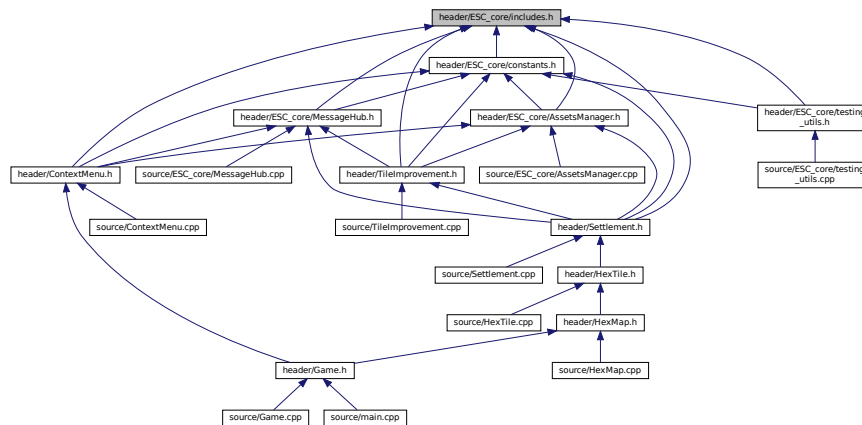 header/ESC_core/includes.h
header/ESC_core/constants.h
header/ESC_core/MessageHub.h
header/ESC_core/AssetsManager.h
header/ESC_core/testing
_utils.h
header/ContextMenu.h
source/ESC_core/MessageHub.cpp
header/TileImprovement.h
source/ESC_core/AssetsManager.cpp
source/ESC_core/testing
_utils.cpp
source/ContextMenu.cpp
source/TileImprovement.cpp
header/Settlement.h
source/Settlement.cpp
header/HexTile.h
source/HexTile.cpp
header/HexMap.h
header/Game.h
source/HexMap.cpp
source/Game.cpp
source/main.cpp